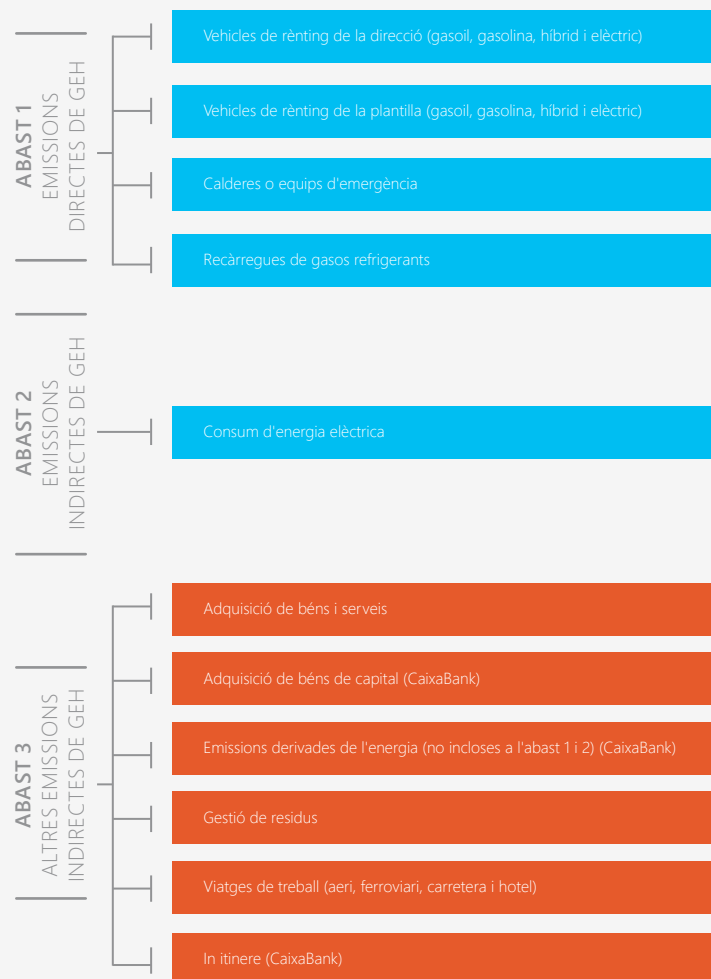 ABAST 1
EMISSIONS
DIRECTES DE GEH
Vehicles de rènting de la direcció (gasoil, gasolina, híbrid i elèctric)
Vehicles de rènting de la plantilla (gasoil, gasolina, híbrid i elèctric)
Calderes o equips d'emergència
Recàrregues de gasos refrigerants
ABAST 2
EMISSIONS
INDIRECTES DE GEH
Consum d'energia elèctrica
ABAST 3
ALTRES EMISSIONS
INDIRECTES DE GEH
Adquisició de béns i serveis
Adquisició de béns de capital (CaixaBank)
Emissions derivades de l'energia (no incloses a l'abast 1 i 2) (CaixaBank)
Gestió de residus
Viatges de treball (aeri, ferroviari, carretera i hotel)
In itinere (CaixaBank)